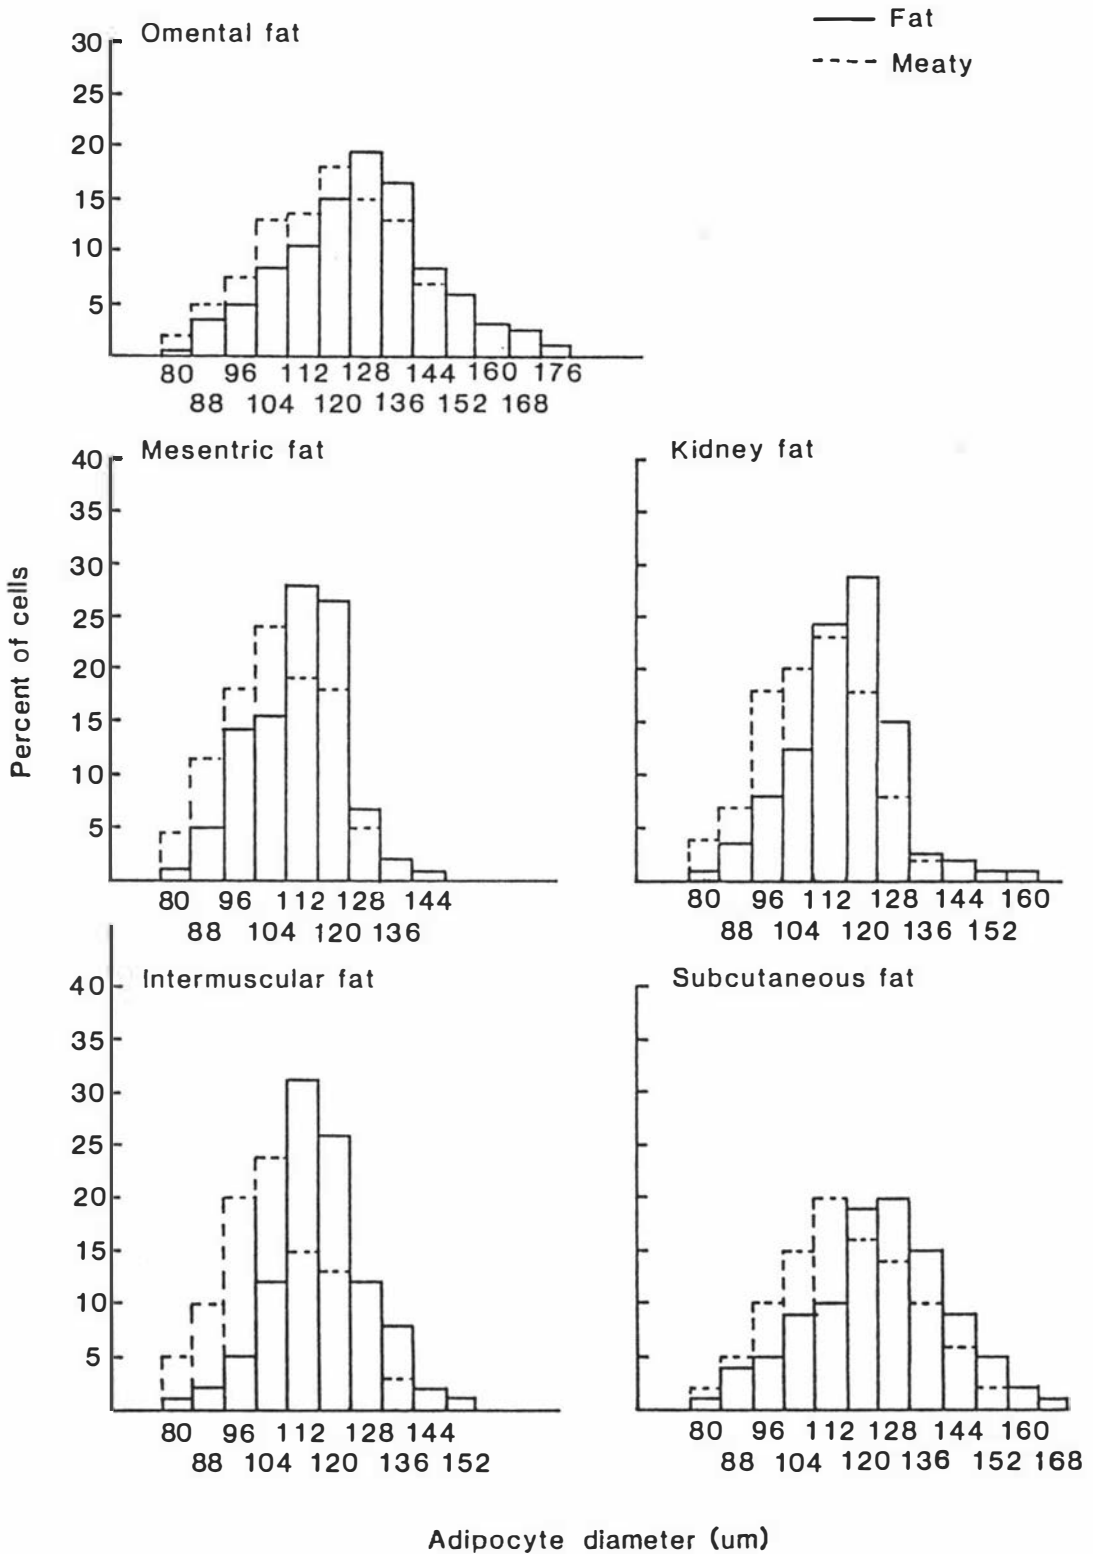 Fat
Meaty
Omental fat
30
25
20
15
10
5
80 96 112 128 144 160 176
88 104 120 136 152 168
Percent of cells
Mesentric fat
40
35
30
25
20
15
10
5
80 96 112 128 144
88 104 120 136
Kidney fat
80 96 112 128 144 160
88 104 120 136 152
Intermuscular fat
40
35
30
25
20
15
10
5
80 96 112 128 144
88 104 120 136 152
Subcutaneous fat
80 96 112 128 144 160
88 104 120 136 152 168
Adipocyte diameter (um)